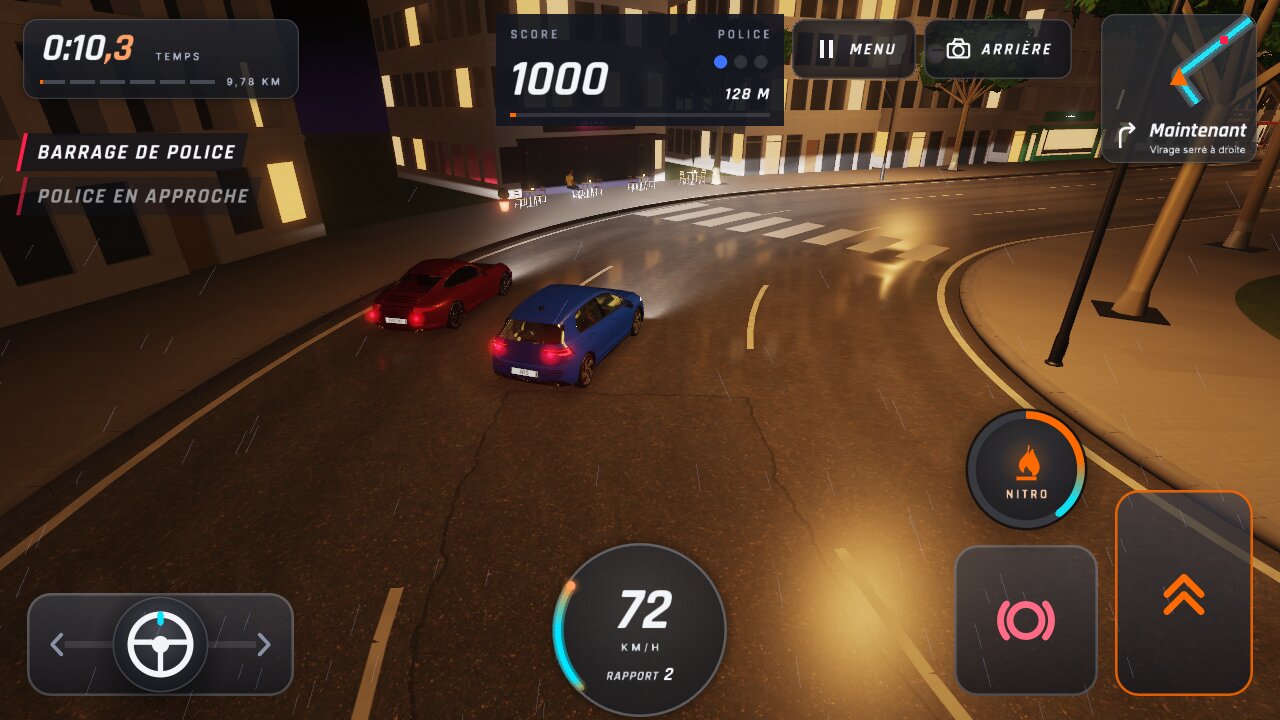 0:10,3 TEMPS
9,78 KM
BARRAGE DE POLICE
POLICE EN APPROCHE
SCORE POLICE
1000
128 M
MENU
ARRIÈRE
Maintenant
Virage serré à droite
NITRO
72
KM/H
RAPPORT 2